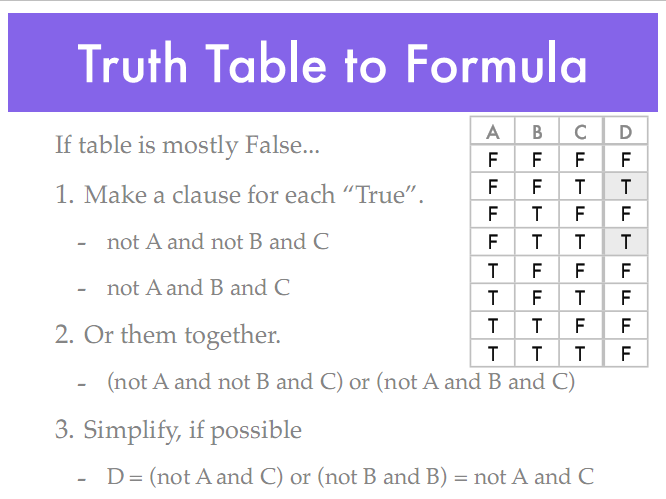 Truth Table to Formula
If table is mostly False...
1. Make a clause for each “True”.
- not A and not B and C
- not A and B and C
2. Or them together.
- (not A and not B and C) or (not A and B and C)
3. Simplify, if possible
- D = (not A and C) or (not B and B) = not A and C
A B C D
F F F F
F F T T
F T F F
F T T T
T F F F
T F T F
T T F F
T T T F